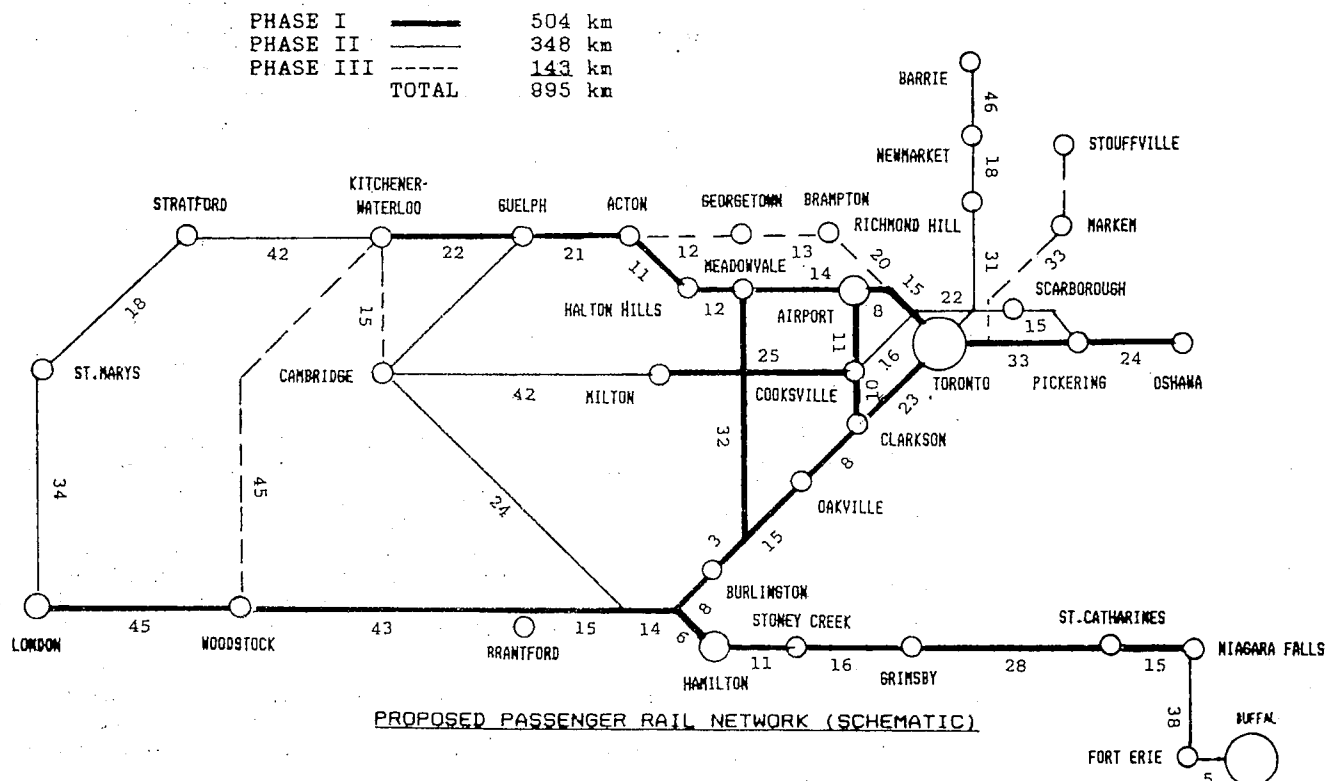 PHASE I 504 km
PHASE II 348 km
PHASE III 143 km
TOTAL 895 km
BARRIE
46
NEWMARKET
18
STOUFFVILLE
KITCHENER-
WATERLOO
STRATFORD
GUELPH
ACTON
GEORGETOWN
BRAMPTON
RICHMOND HILL
MARKEM
42
22
21
12
13
20
15
31
33
11
MEADOWVALE
14
22
SCARBOROUGH
HALTON HILLS
12
AIRPORT
8
15
18
15
11
16
ST.MARYS
CAMBRIDGE
42
MILTON
25
COOKSVILLE
10
TORONTO
33
PICKERING
24
OSHAWA
23
CLARKSON
32
8
OAKVILLE
34
45
24
3
15
BURLINGTON
8
LONDON
45
WOODSTOCK
43
BRANTFORD
15
14
6
STONEY CREEK
ST.CATHARINES
HAMILTON
11
16
GRIMSBY
28
15
NIAGARA FALLS
38
PROPOSED PASSENGER RAIL NETWORK (SCHEMATIC)
BUFFAL
FORT ERIE
5